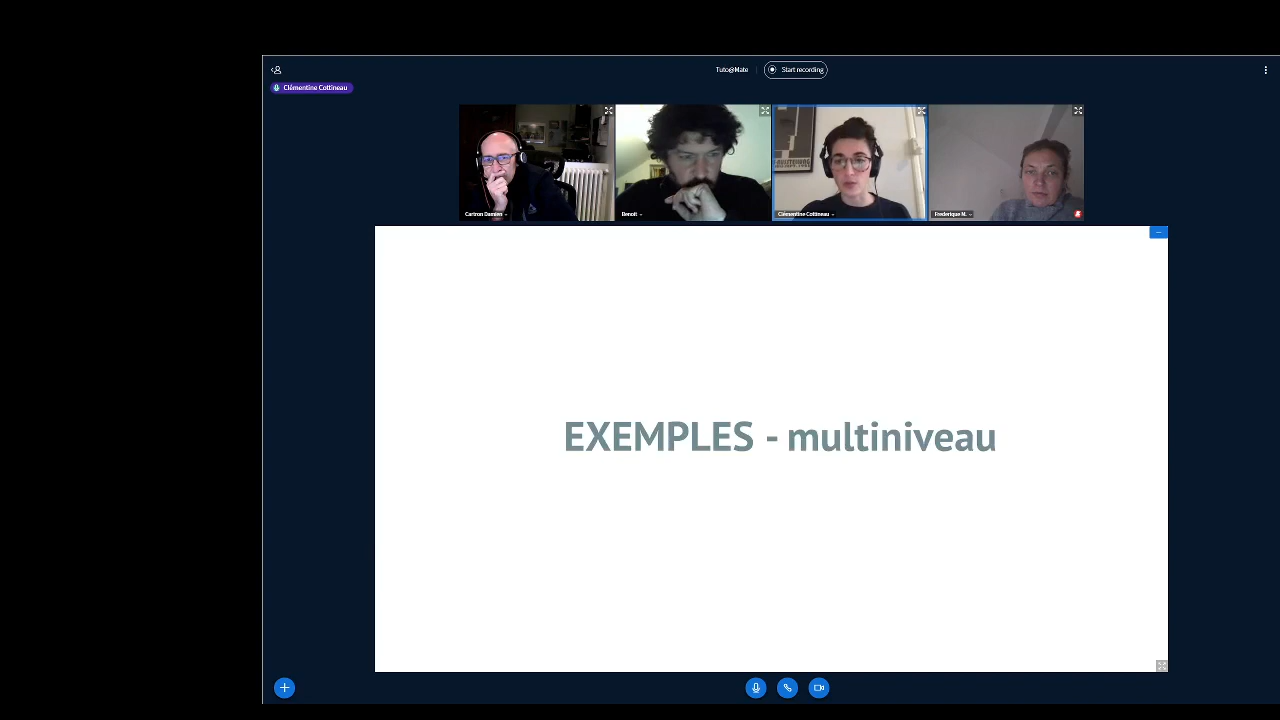 Tuto@Mate
Start recording
Clémentine Cottineau
Cartron Damien
Benoit
Clémentine Cottineau
Frederique M.
EXEMPLES - multiniveau